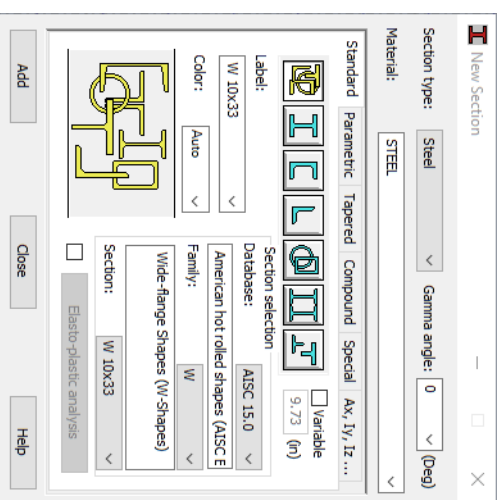 New Section
Section type: Steel Gamma angle: 0 (Deg)
Material: STEEL
Standard Parametric Tapered Compound Special Ax, Iy, Iz ...
Variable
9.73 (in)
Label:
W 10x33
Color:
Auto
Section selection
Database: AISC 15.0
American hot rolled shapes (AISC E
Family: W
Wide-flange Shapes (W-Shapes)
Section: W 10x33
Elasto-plastic analysis
Add Close Help